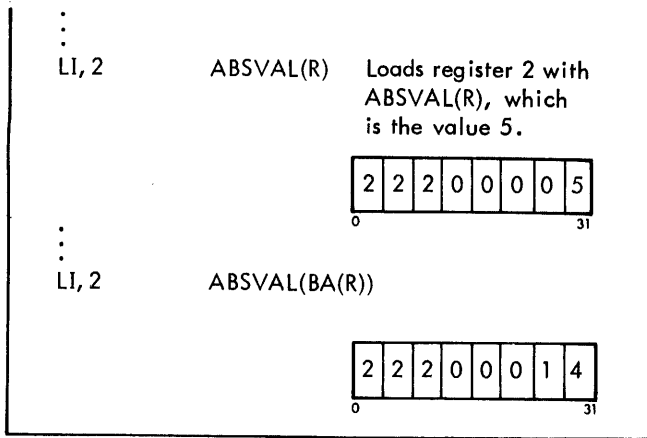 LI, 2 ABSVAL(R) Loads register 2 with
ABSVAL(R), which
is the value 5.
2 2 2 0 0 0 0 5
0 31
LI, 2 ABSVAL(BA(R))
2 2 2 0 0 0 1 4
0 31